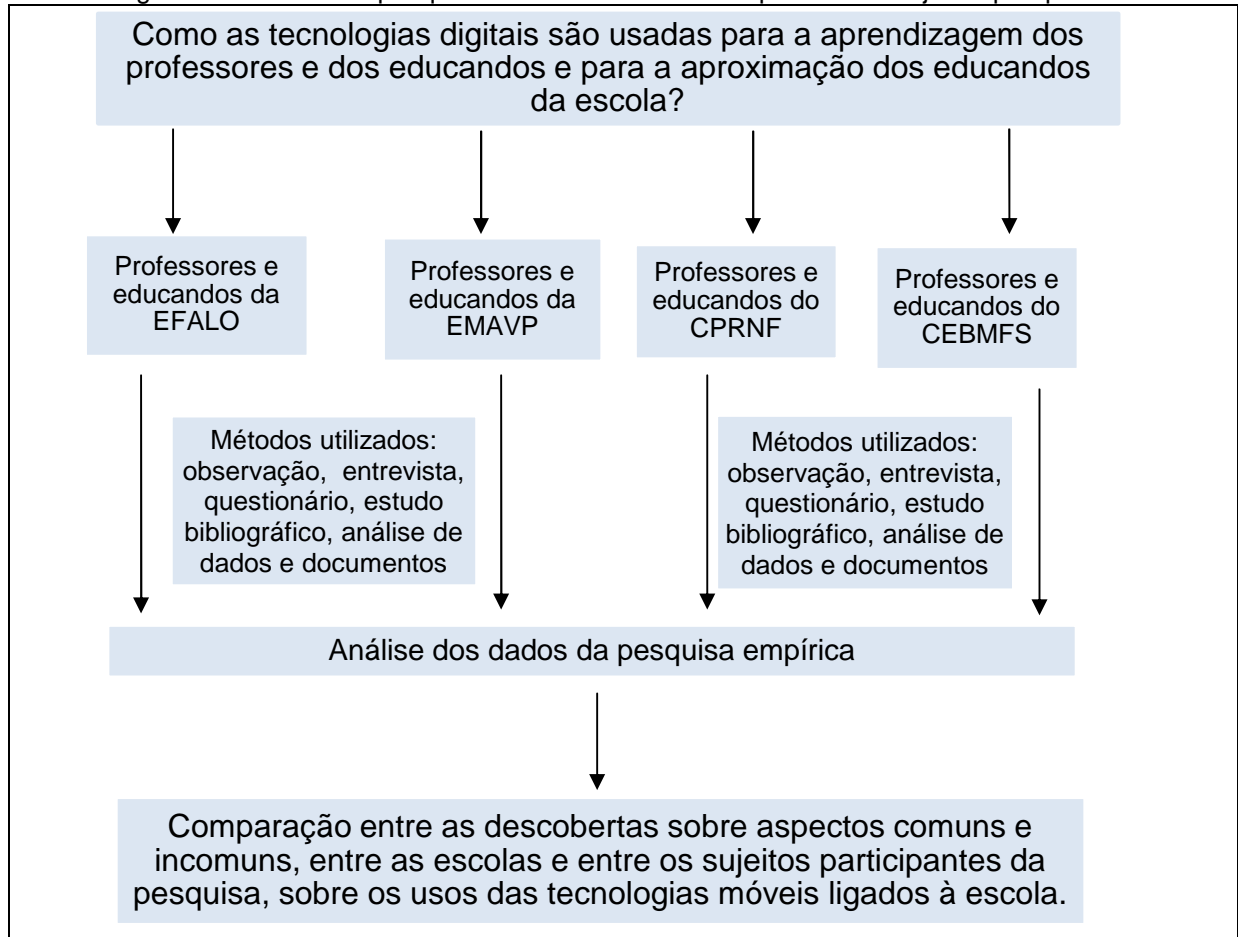 Como as tecnologias digitais são usadas para a aprendizagem dos
professores e dos educandos e para a aproximação dos educandos
da escola?
Professores e
educandos da
EFALO
Professores e
educandos da
EMAVP
Professores e
educandos do
CPRNF
Professores e
educandos do
CEBMFS
Métodos utilizados:
observação, entrevista,
questionário, estudo
bibliográfico, análise de
dados e documentos
Métodos utilizados:
observação, entrevista,
questionário, estudo
bibliográfico, análise de
dados e documentos
Análise dos dados da pesquisa empírica
Comparação entre as descobertas sobre aspectos comuns e
incomuns, entre as escolas e entre os sujeitos participantes da
pesquisa, sobre os usos das tecnologias móveis ligados à escola.